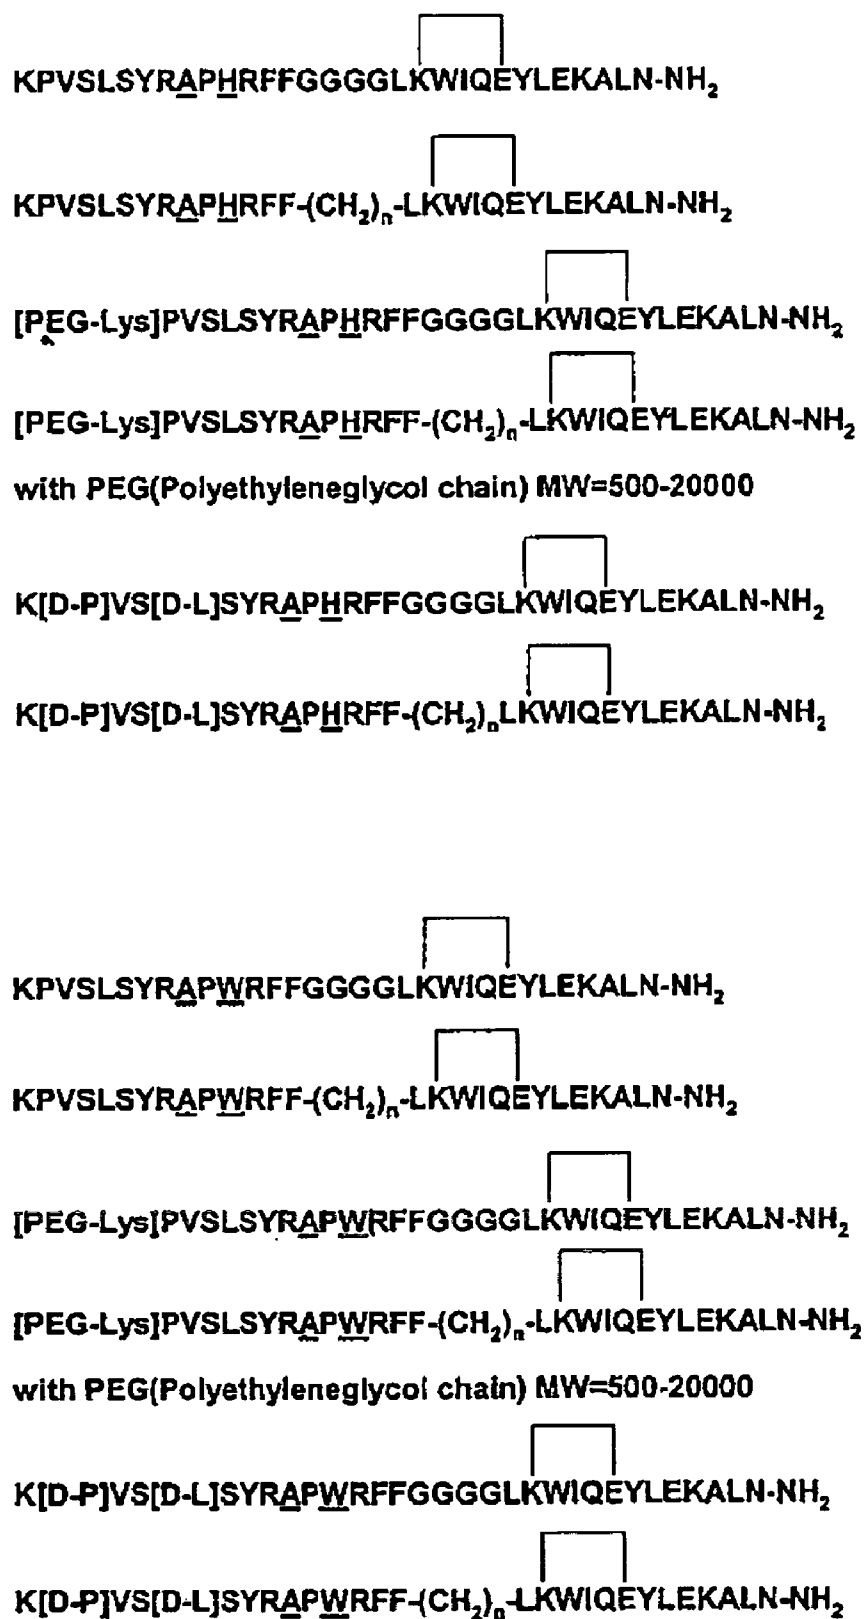 KPVSLSYRAPHRFFGGGGLKWIQEYLEKALN-NH₂
KPVSLSYRAPHRFF-(CH₂)ₙ-LKWIQEYLEKALN-NH₂
[PEG-Lys]PVSLSYRAPHRFFGGGGLKWIQEYLEKALN-NH₂
[PEG-Lys]PVSLSYRAPHRFF-(CH₂)ₙ-LKWIQEYLEKALN-NH₂
with PEG(Polyethyleneglycol chain) MW=500-20000
K[D-P]VS[D-L]SYRAPHRFFGGGGLKWIQEYLEKALN-NH₂
K[D-P]VS[D-L]SYRAPHRFF-(CH₂)ₙLKWIQEYLEKALN-NH₂
KPVSLSYRAPWRFFGGGGLKWIQEYLEKALN-NH₂
KPVSLSYRAPWRFF-(CH₂)ₙ-LKWIQEYLEKALN-NH₂
[PEG-Lys[PVSLSYRAPWRFFGGGGLKWIQEYLEKALN-NH₂
[PEG-Lys]PVSLSYRAPWRFF-(CH₂)ₙ-LKWIQEYLEKALN-NH₂
with PEG(Polyethyleneglycol chain) MW=500-20000
K[D-P]VS[D-L]SYRAPWRFFGGGGLKWIQEYLEKALN-NH₂
K[D-P]VS[D-L]SYRAPWRFF-(CH₂)ₙ-LKWIQEYLEKALN-NH₂